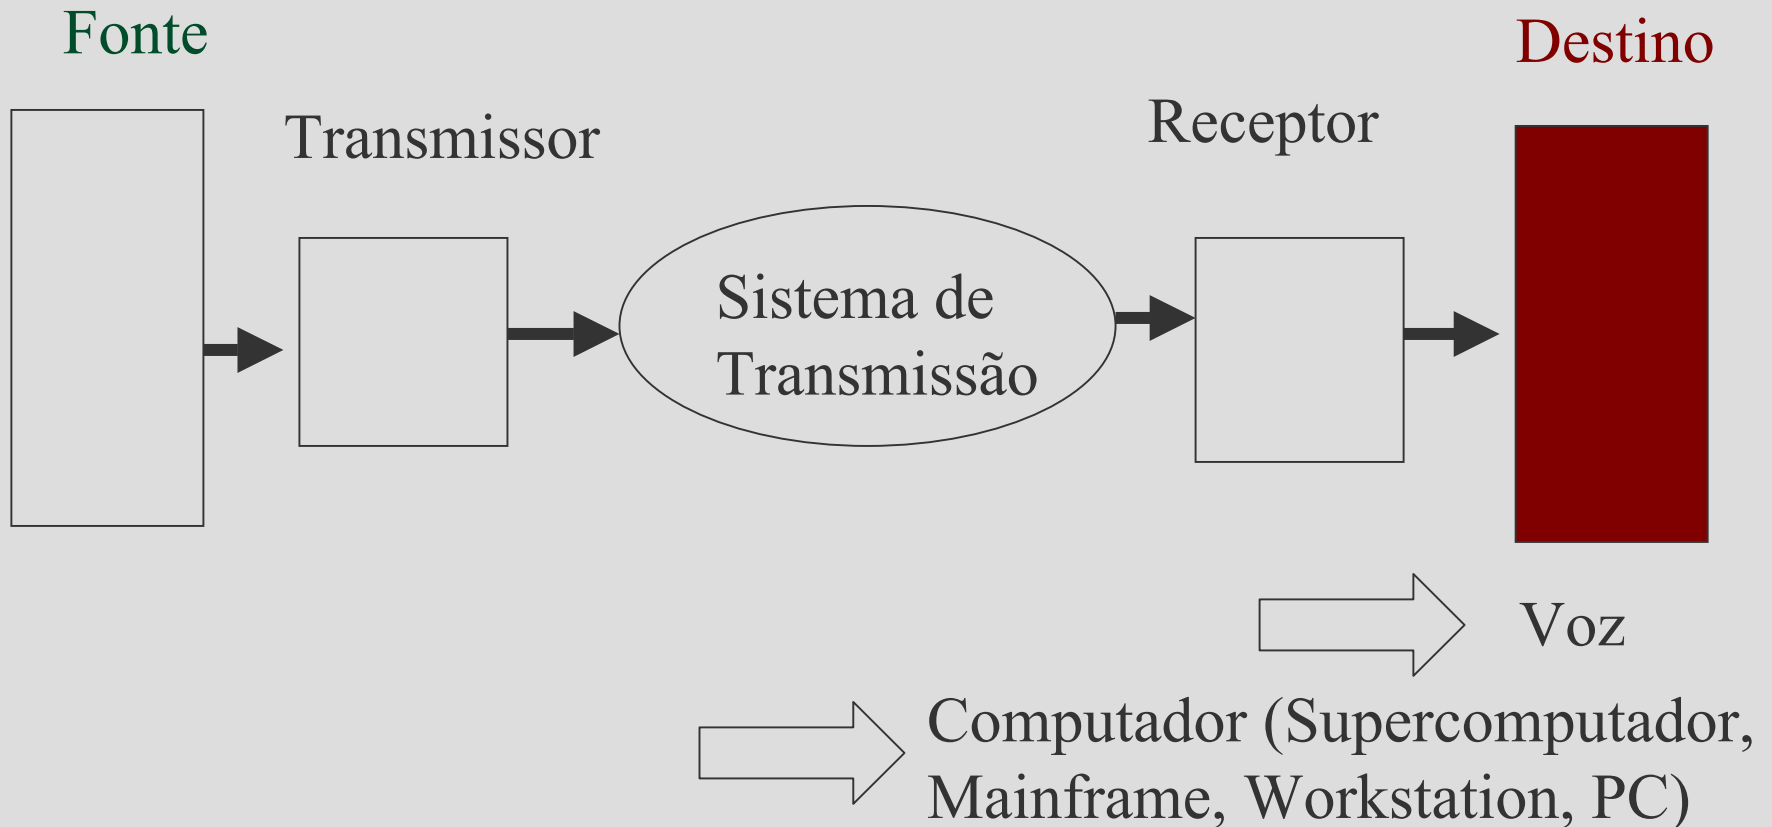 Fonte
Destino
Transmissor
Receptor
Sistema de
Transmissão
Voz
Computador (Supercomputador,
Mainframe, Workstation, PC)